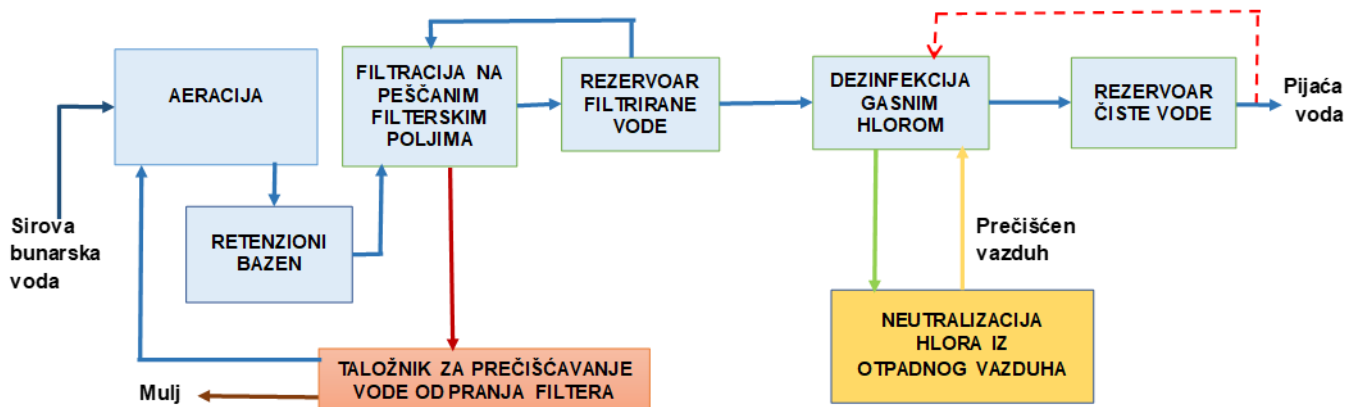 AERACIJA
FILTRACIJA NA
PEŠČANIM
FILTERSKIM
POLJIMA
REZERVOAR
FILTRIRANE
VODE
DEZINFEKCIJA
GASNIM
HLOROM
REZERVOAR
ČISTE VODE
Pijaća
voda
Sirova
bunarska
voda
RETENZIONI
BAZEN
Prečišćen
vazduh
NEUTRALIZACIJA
HLORA IZ
OTPADNOG VAZDUHA
TALOŽNIK ZA PREČIŠĆAVANJE
VODE OD PRANJA FILTERA
Mulj